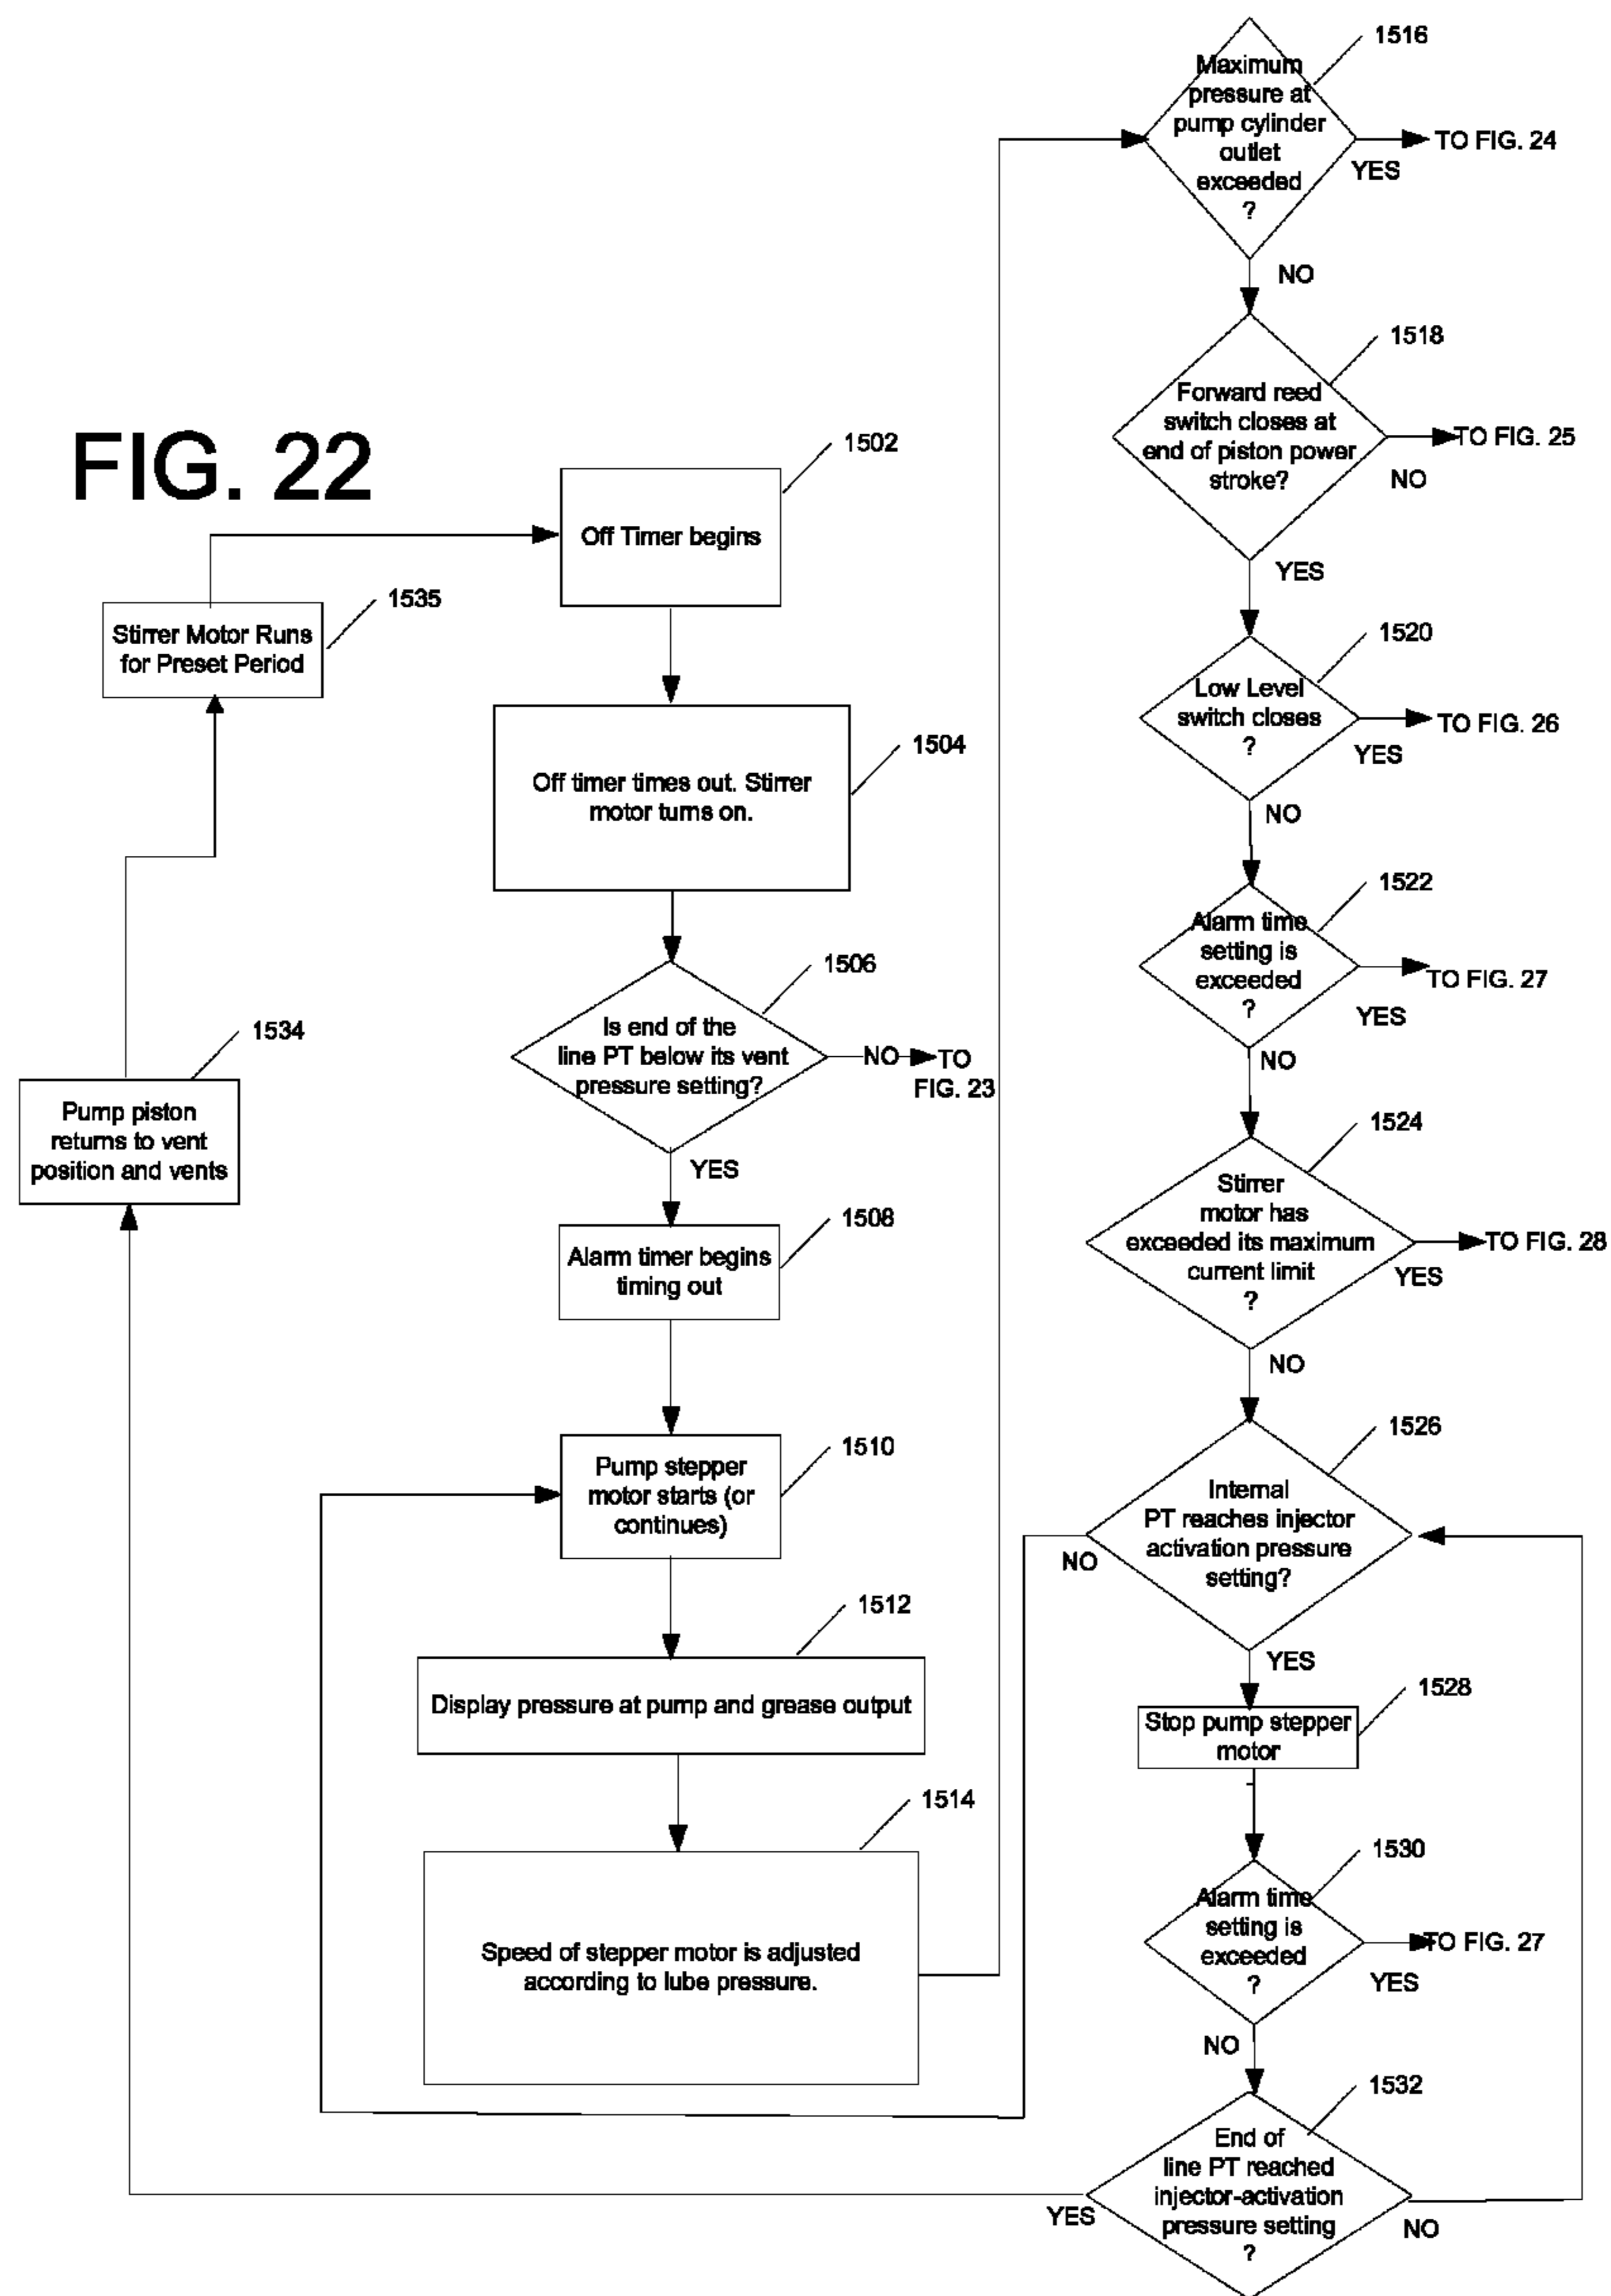 FIG. 22
1502
Off Timer begins
1535
Stirrer Motor Runs
for Preset Period
1504
Off timer times out. Stirrer
motor turns on.
1506
Is end of the
line PT below its vent
pressure setting?
NO
TO
FIG. 23
YES
1534
Pump piston
returns to vent
position and vents
1508
Alarm timer begins
timing out
1510
Pump stepper
motor starts (or
continues)
1512
Display pressure at pump and grease output
1514
Speed of stepper motor is adjusted
according to lube pressure.
1516
Maximum
pressure at
pump cylinder
outlet
exceeded
?
TO FIG. 24
YES
NO
1518
Forward reed
switch closes at
end of piston power
stroke?
TO FIG. 25
NO
YES
1520
Low Level
switch closes
?
TO FIG. 26
YES
NO
1522
Alarm time
setting is
exceeded
?
TO FIG. 27
YES
NO
1524
Stirrer
motor has
exceeded its maximum
current limit
?
TO FIG. 28
YES
NO
1526
Internal
PT reaches injector
activation pressure
setting?
NO
YES
1528
Stop pump stepper
motor
1530
Alarm time
setting is
exceeded
?
TO FIG. 27
YES
NO
1532
End of
line PT reached
injector-activation
pressure setting
?
YES
NO